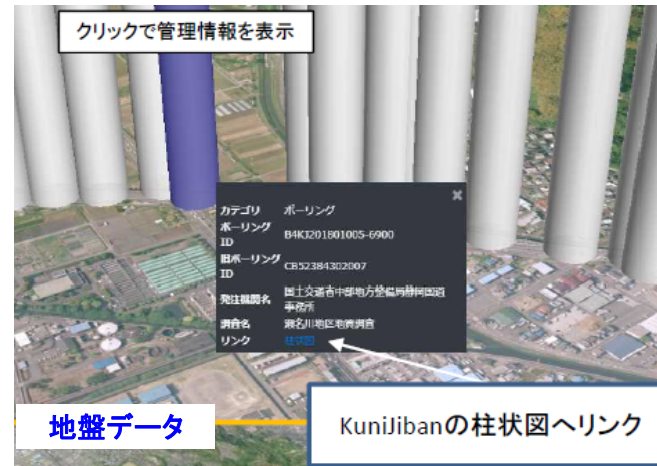 クリックで管理情報を表示
カテゴリ ボーリング
ボーリング
ID B4KJ201801005-6900
旧ボーリング
ID CB52384302007
発注機関名 国土交通省中部地方整備局静岡国道
事務所
調査名 瀬名川地区地質調査
リンク 柱状図
地盤データ
KuniJibanの柱状図へリンク